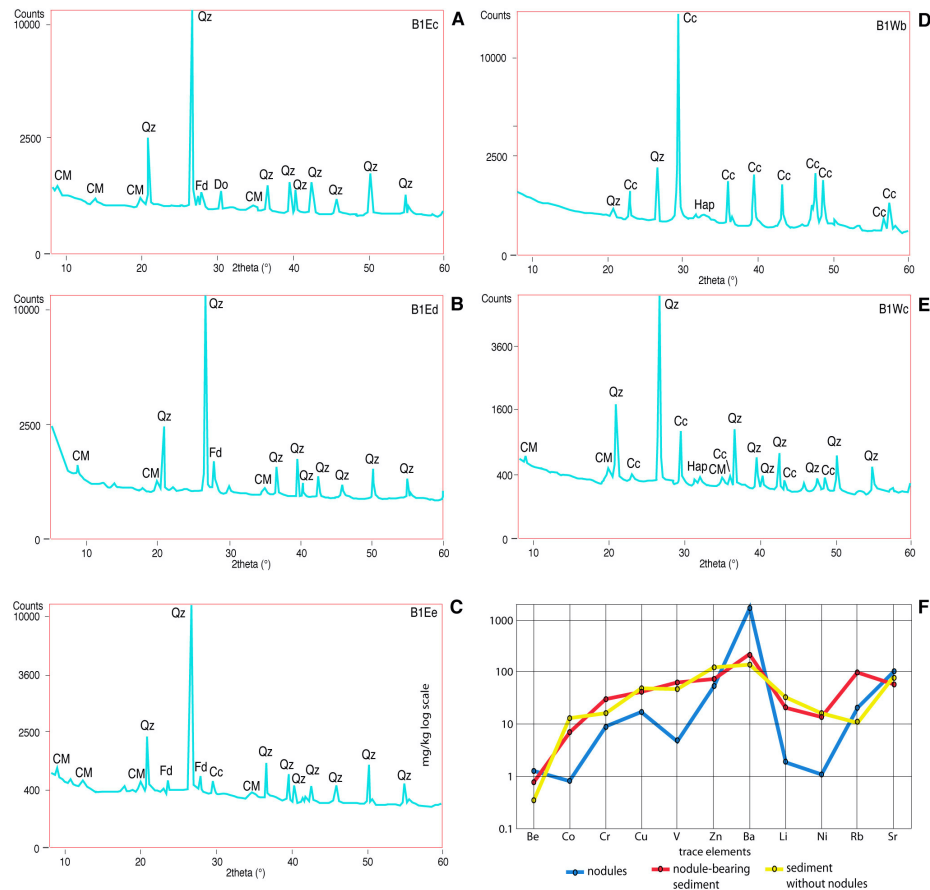 Counts
B1Ec
A
10000
Qz
Qz
2500
CM
CM
CM
Fd
Do
CM
Qz
Qz
Qz
Qz
Qz
Qz
Qz
0
10
20
2theta (°)
30
40
50
60
Counts
B1Ed
B
10000
Qz
Qz
2500
CM
CM
Fd
CM
Qz
Qz
Qz
Qz
Qz
Qz
Qz
0
10
20
2theta (°)
30
40
50
60
Counts
B1Ee
C
10000
Qz
3600
2500
Qz
CM
CM
CM
Fd
Fd
Cc
CM
Qz
Qz
Qz
Qz
Qz
Qz
Qz
400
0
10
20
2theta (°)
30
40
50
60
Counts
B1Wb
D
10000
Cc
2500
Qz
Cc
Qz
Hap
Cc
Cc
Cc
Cc
Cc
Cc
Cc
0
10
20
2theta (°)
30
40
50
60
Counts
B1Wc
E
Qz
3600
1600
Qz
Cc
Qz
CM
CM
Cc
Hap
CM
Cc
Qz
Qz
Qz
Cc
Qz
Cc
Qz
Qz
400
0
10
20
2theta (°)
30
40
50
60
F
mg/kg (log scale)
1000
100
10
1
0.1
Be Co Cr Cu V Zn Ba Li Ni Rb Sr
trace elements
nodules
nodule-bearing
sediment
sediment
without nodules